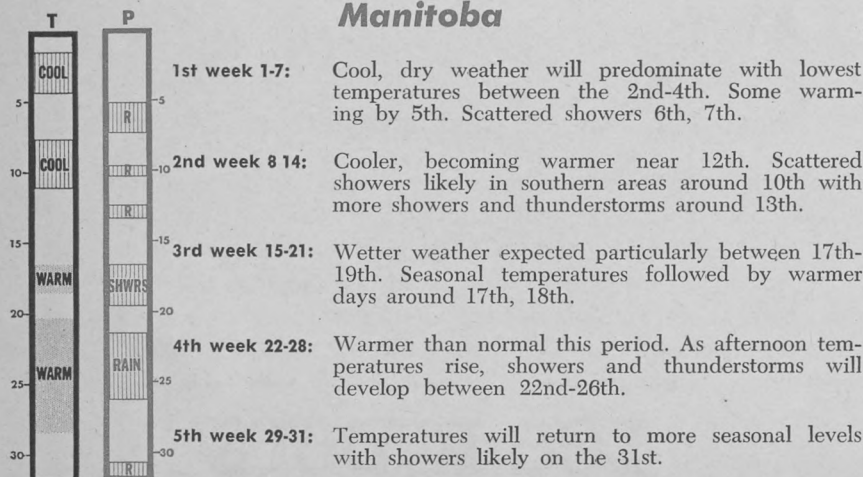 Manitoba
T
P
COOL
5-
-5
R
COOL
10-
-10
R
R
15-
-15
WARM
SHWRS
20-
-20
WARM
RAIN
25-
-25
30-
-30
R
1st week 1-7: Cool, dry weather will predominate with lowest
temperatures between the 2nd-4th. Some warm-
ing by 5th. Scattered showers 6th, 7th.
2nd week 8 14: Cooler, becoming warmer near 12th. Scattered
showers likely in southern areas around 10th with
more showers and thunderstorms around 13th.
3rd week 15-21: Wetter weather expected particularly between 17th-
19th. Seasonal temperatures followed by warmer
days around 17th, 18th.
4th week 22-28: Warmer than normal this period. As afternoon tem-
peratures rise, showers and thunderstorms will
develop between 22nd-26th.
5th week 29-31: Temperatures will return to more seasonal levels
with showers likely on the 31st.